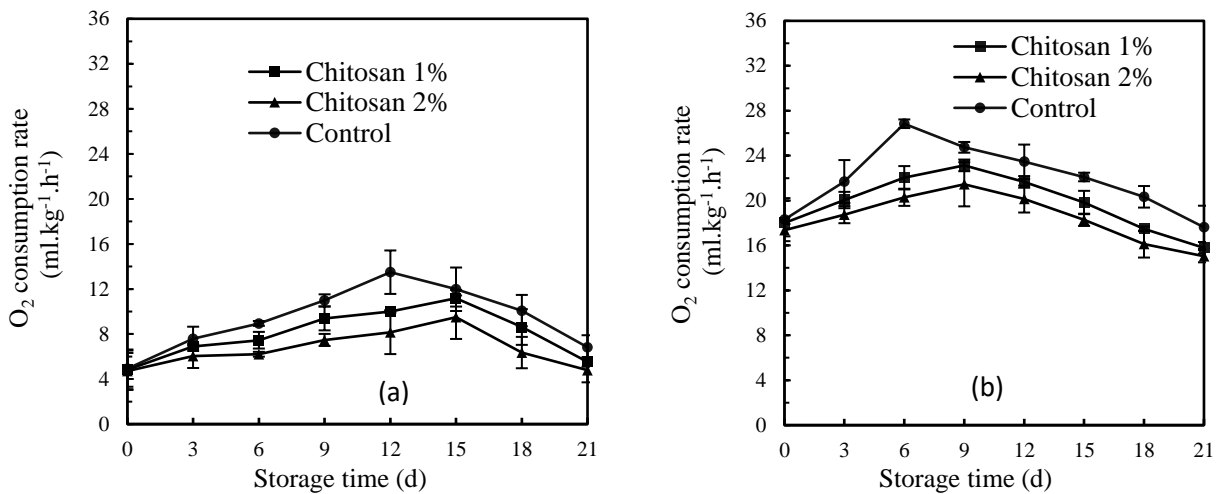 36
32
28
24
20
16
12
8
4
0
O₂ consumption rate
(ml.kg⁻¹.h⁻¹)
Chitosan 1%
Chitosan 2%
Control
(a)
0 3 6 9 12 15 18 21
Storage time (d)
36
32
28
24
20
16
12
8
4
0
O₂ consumption rate
(ml.kg⁻¹.h⁻¹)
Chitosan 1%
Chitosan 2%
Control
(b)
0 3 6 9 12 15 18 21
Storage time (d)